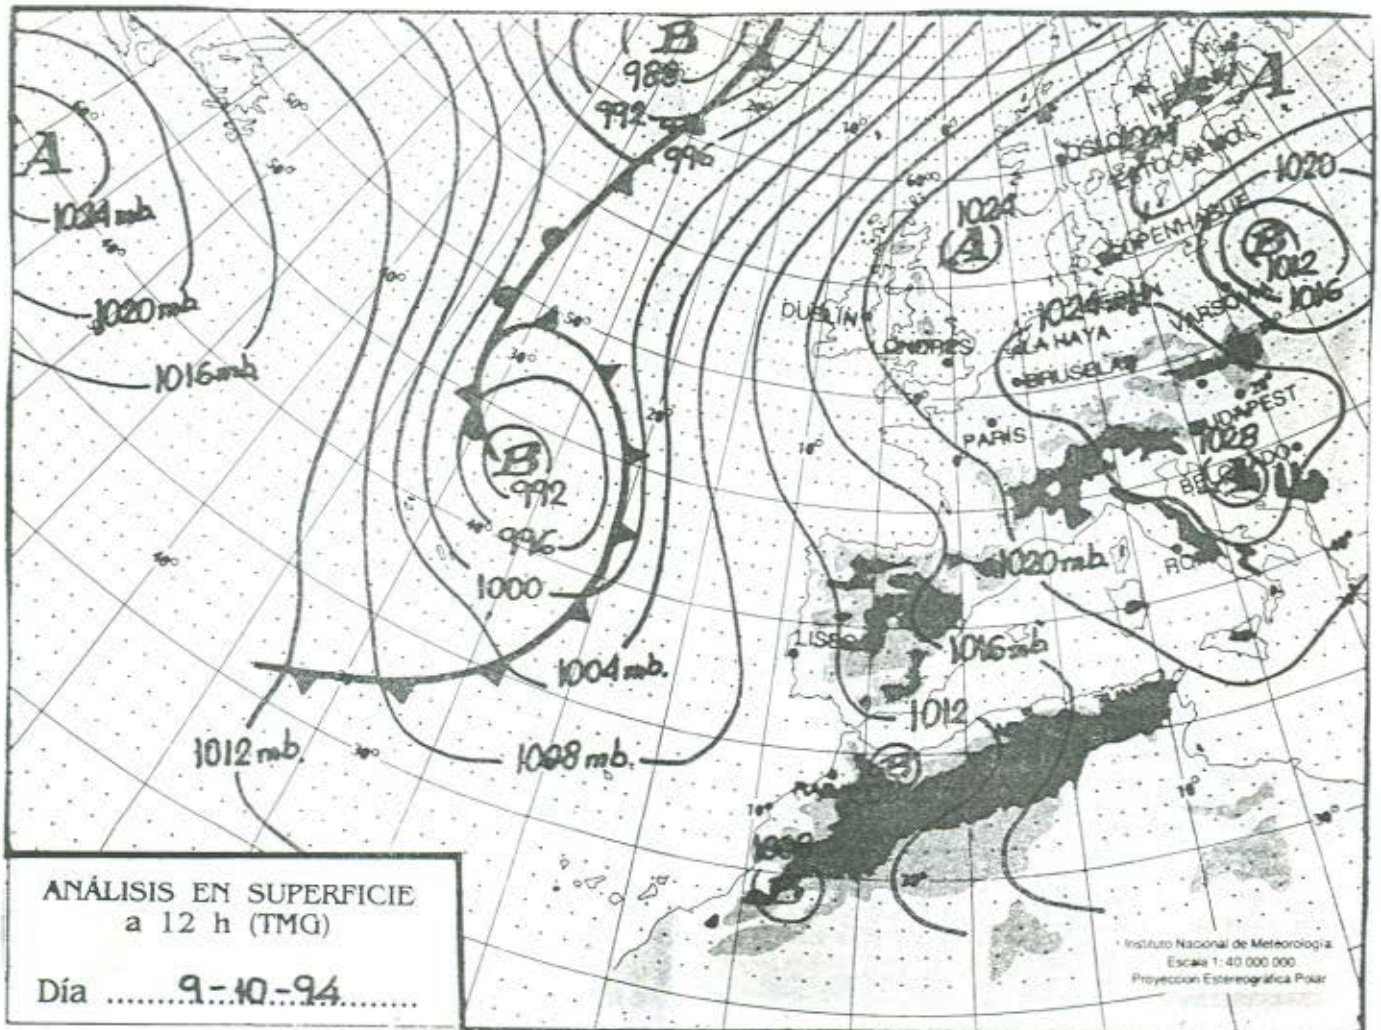 B
988
992
996
A
1024 mb.
1020 mb.
1016 mb.
A
OSLO
ESTOCOLMO
1020
COPENHAGUE
1024
A
B
1012
1016
DUBLIN
LONDRES
1024
LA HAYA
VARSOVIA
BRUSELAS
BUDAPEST
PARIS
1028
BELGRADO
B
992
996
1000
1020 mb.
LISBOA
1016 mb.
1004 mb.
1012
1012 mb.
1008 mb.
B
ANÁLISIS EN SUPERFICIE
a 12 h (TMG)
Día ........9-10-94........
Instituto Nacional de Meteorología
Escala 1: 40.000.000
Proyección Estereográfica Polar